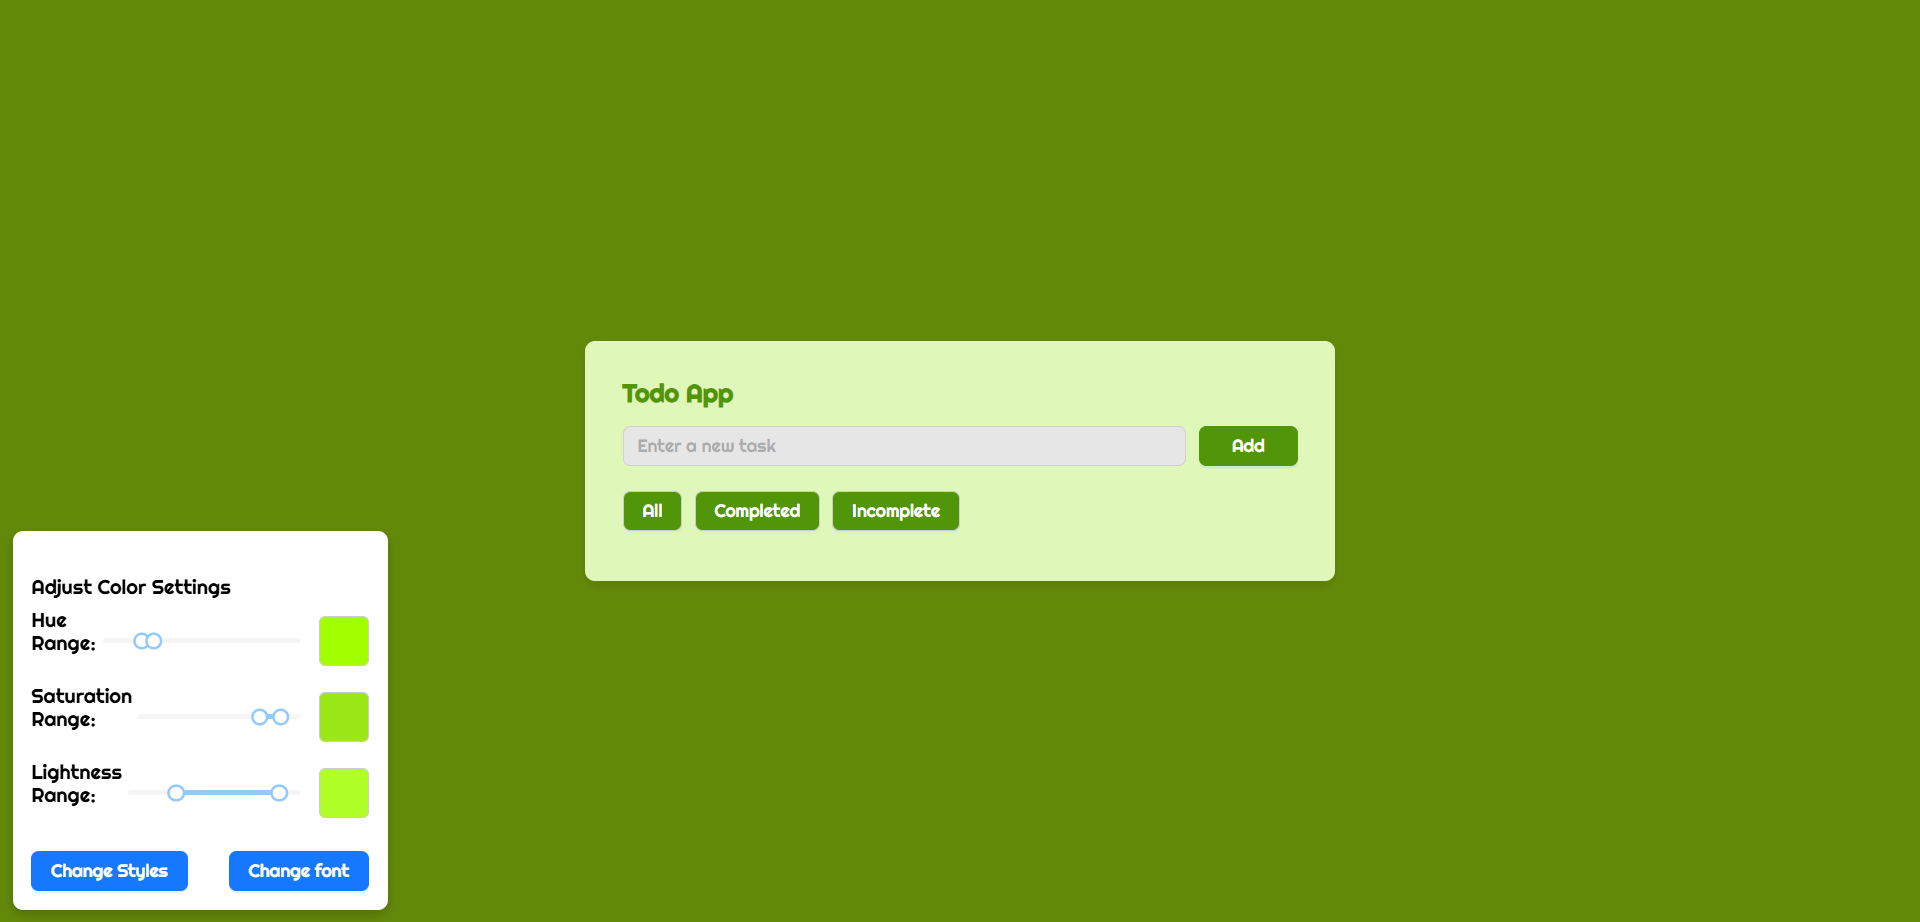 Todo App
Enter a new task
Add
All
Completed
Incomplete
Adjust Color Settings
Hue
Range:
Saturation
Range:
Lightness
Range:
Change Styles
Change font